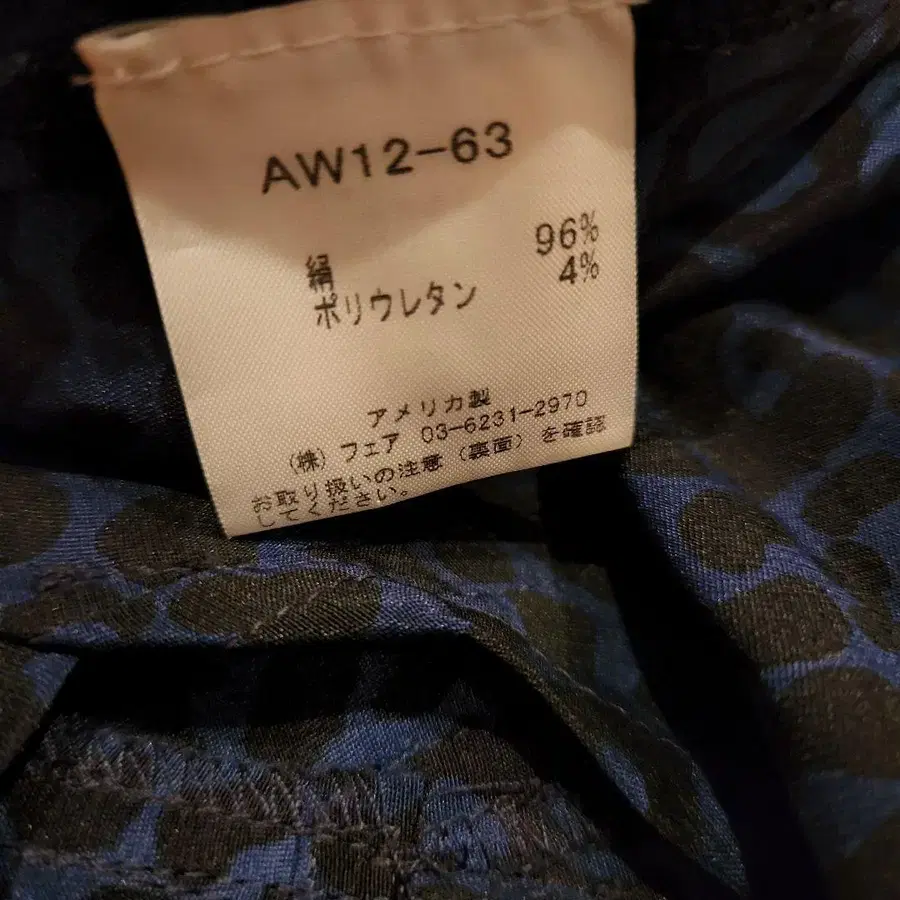 AW12-63
絹 96%
ポリウレタン 4%
アメリカ製
(株) フェア 03-6231-2970
お取り扱いの注意 (裏面) を確認
してください。